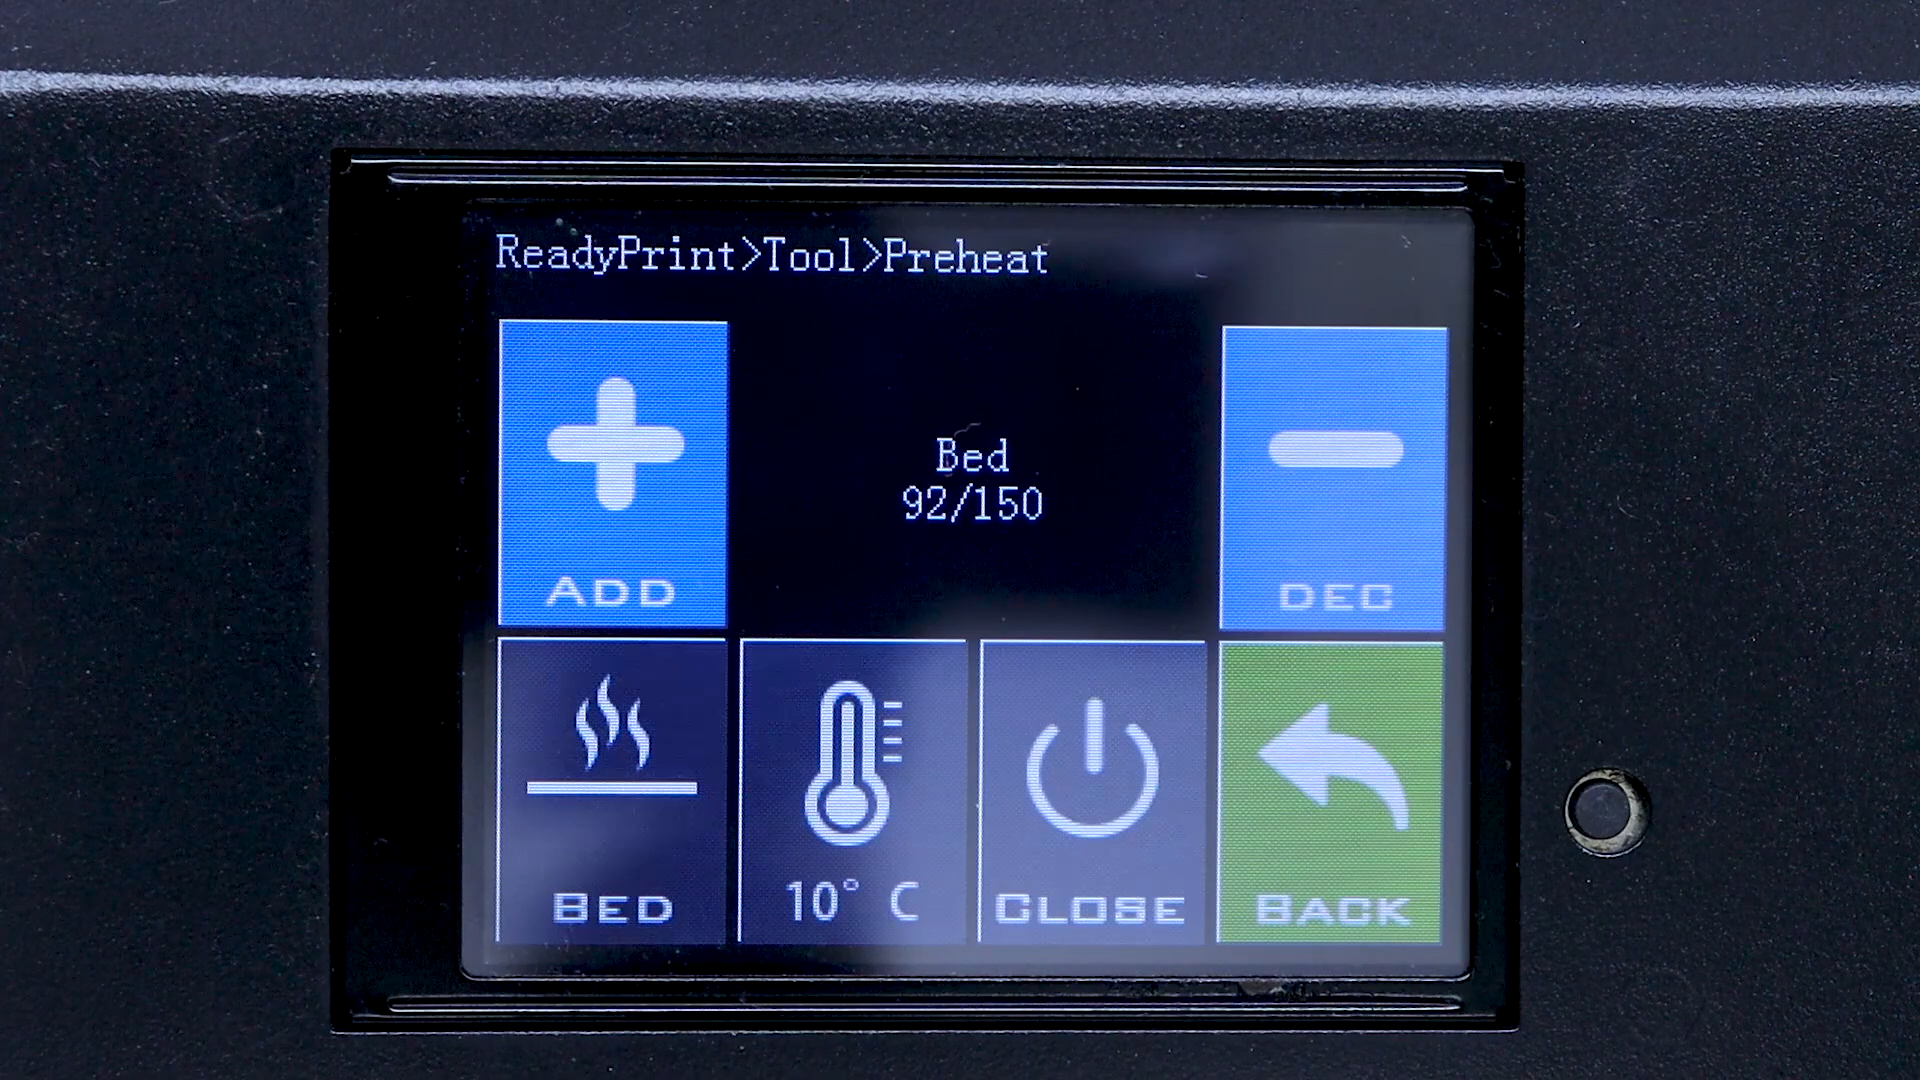 ReadyPrint>Tool>Preheat
Bed
92/150
ADD
DEC
BED
10° C
CLOSE
BACK